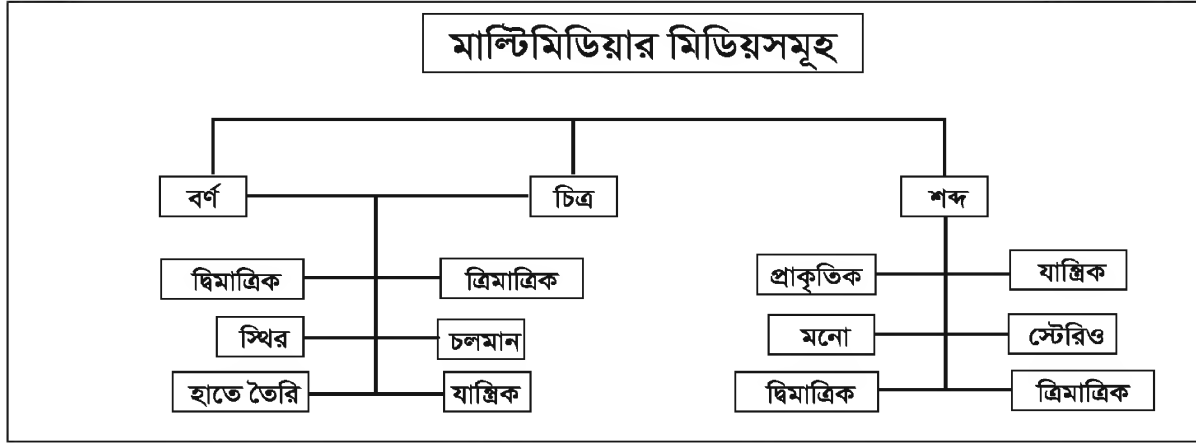 মাল্টিমিডিয়ার মিডিয়সমূহ
বর্ণ
চিত্র
শব্দ
দ্বিমাত্রিক
ত্রিমাত্রিক
প্রাকৃতিক
যান্ত্রিক
স্থির
চলমান
মনো
স্টেরিও
হাতে তৈরি
যান্ত্রিক
দ্বিমাত্রিক
ত্রিমাত্রিক